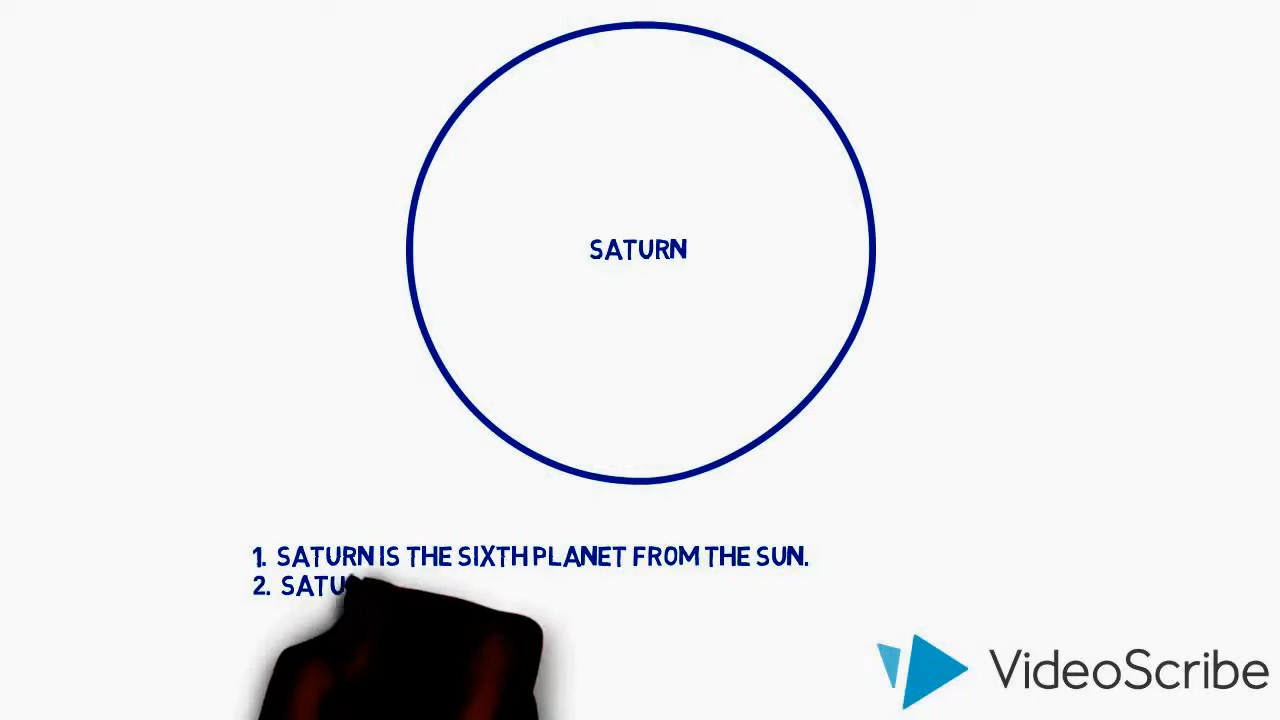 SATURN
1. SATURN IS THE SIXTH PLANET FROM THE SUN.
2. SATU
VideoScribe